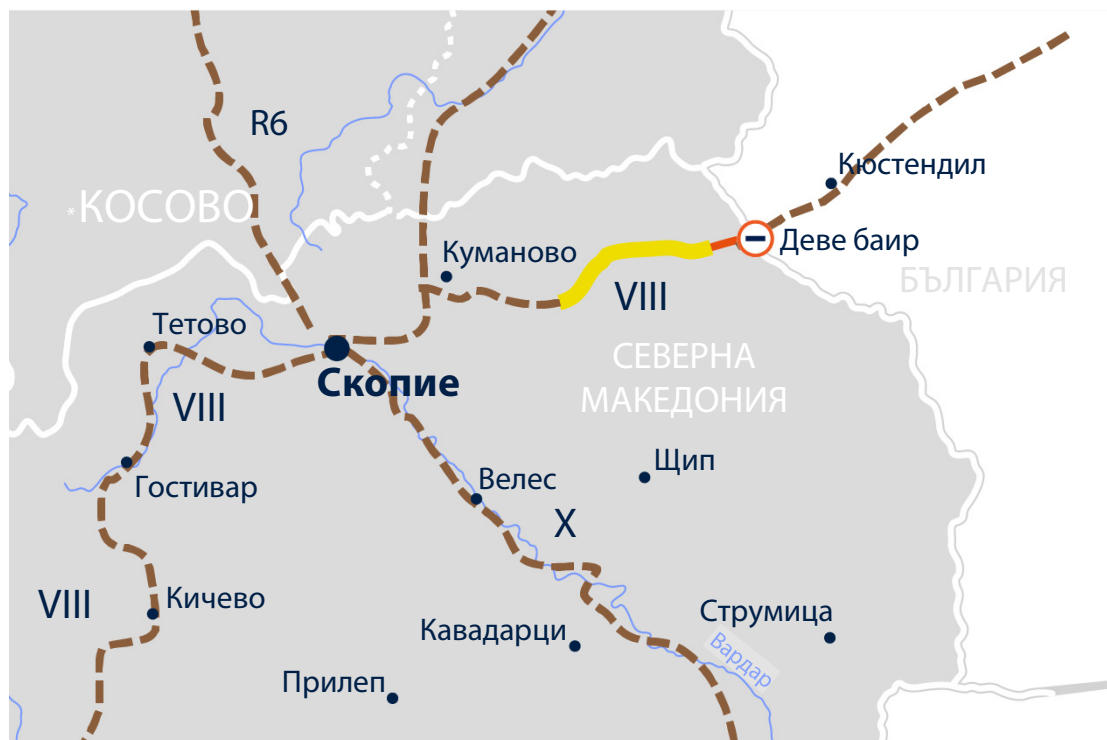 R6
Кюстендил
*КОСОВО
Деве баир
Куманово
БЪЛГАРИЯ
VIII
Тетово
СЕВЕРНА
МАКЕДОНИЯ
Скопие
VIII
Щип
Велес
Гостивар
X
VIII
Кичево
Струмица
Кавадарци
Вардар
Прилеп